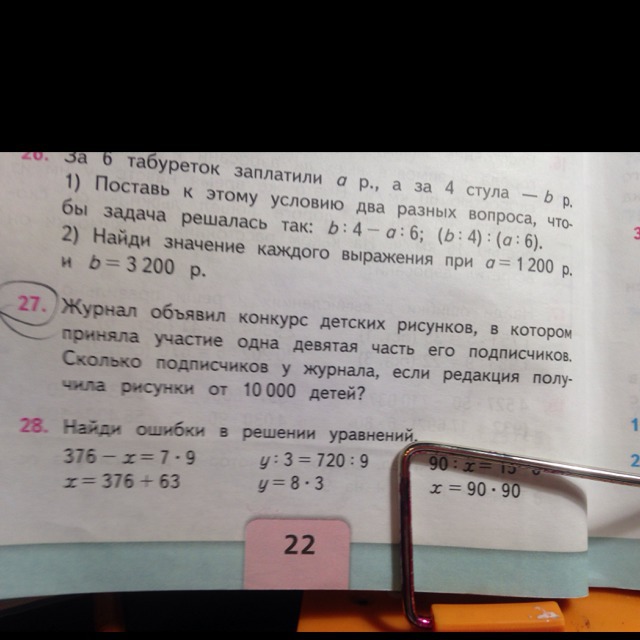 26. За 6 табуреток заплатили a р., а за 4 стула — b р.
1) Поставь к этому условию два разных вопроса, что-
бы задача решалась так: b : 4 − a : 6; (b : 4) : (a : 6).
2) Найди значение каждого выражения при a = 1 200 р.
и b = 3 200 р.
27. Журнал объявил конкурс детских рисунков, в котором
приняла участие одна девятая часть его подписчиков.
Сколько подписчиков у журнала, если редакция полу-
чила рисунки от 10 000 детей?
28. Найди ошибки в решении уравнений.
376 − x = 7 · 9 y : 3 = 720 : 9 90 : x = 15
x = 376 + 63 y = 8 · 3 x = 90 · 90
22